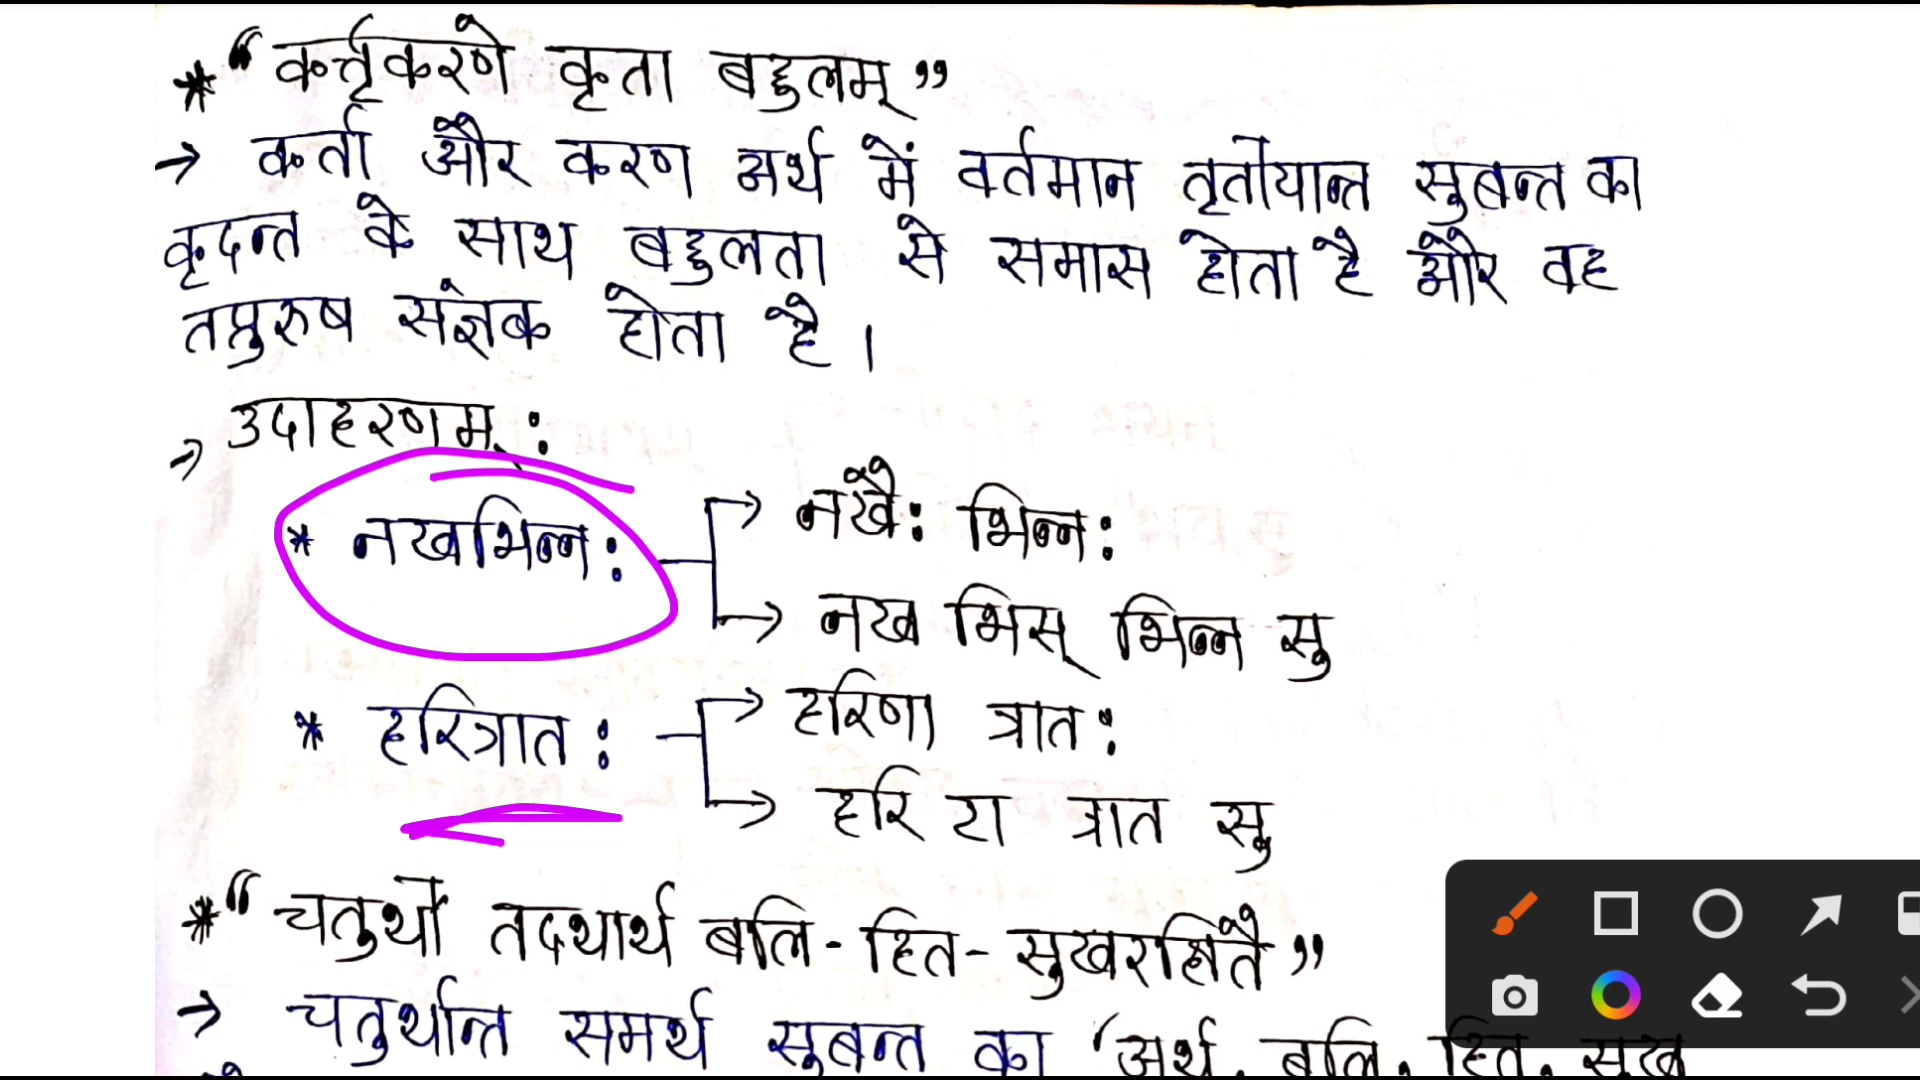 * “कर्तृकरणे कृता बहुलम्”
→ कर्ता और करण अर्थ में वर्तमान तृतीयान्त सुबन्त का
कृदन्त के साथ बहुलता से समास होता है और वह
तत्पुरुष संज्ञक होता है।
→ उदाहरणम् :
* नखभिन्नः → नखैः भिन्नः
→ नख भिस् भिन्न सु
* हरित्रातः → हरिणा त्रातः
→ हरि टा त्रात सु
* “चतुर्थी तदर्थार्थ बलि-हित-सुखरक्षितै”
→ चतुर्थान्त समर्थ सुबन्त का ‘अर्थ, बलि, हित, सुख